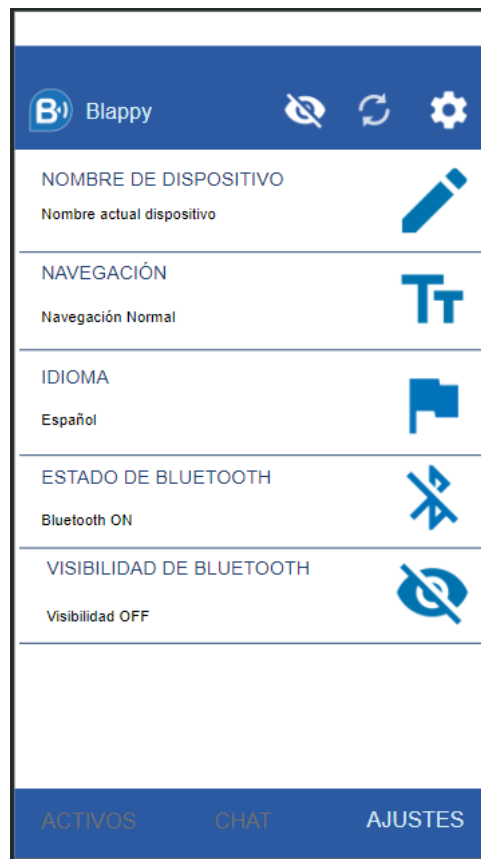 Blappy
NOMBRE DE DISPOSITIVO
Nombre actual dispositivo
NAVEGACIÓN
Navegación Normal
IDIOMA
Español
ESTADO DE BLUETOOTH
Bluetooth ON
VISIBILIDAD DE BLUETOOTH
Visibilidad OFF
ACTIVOS CHAT AJUSTES